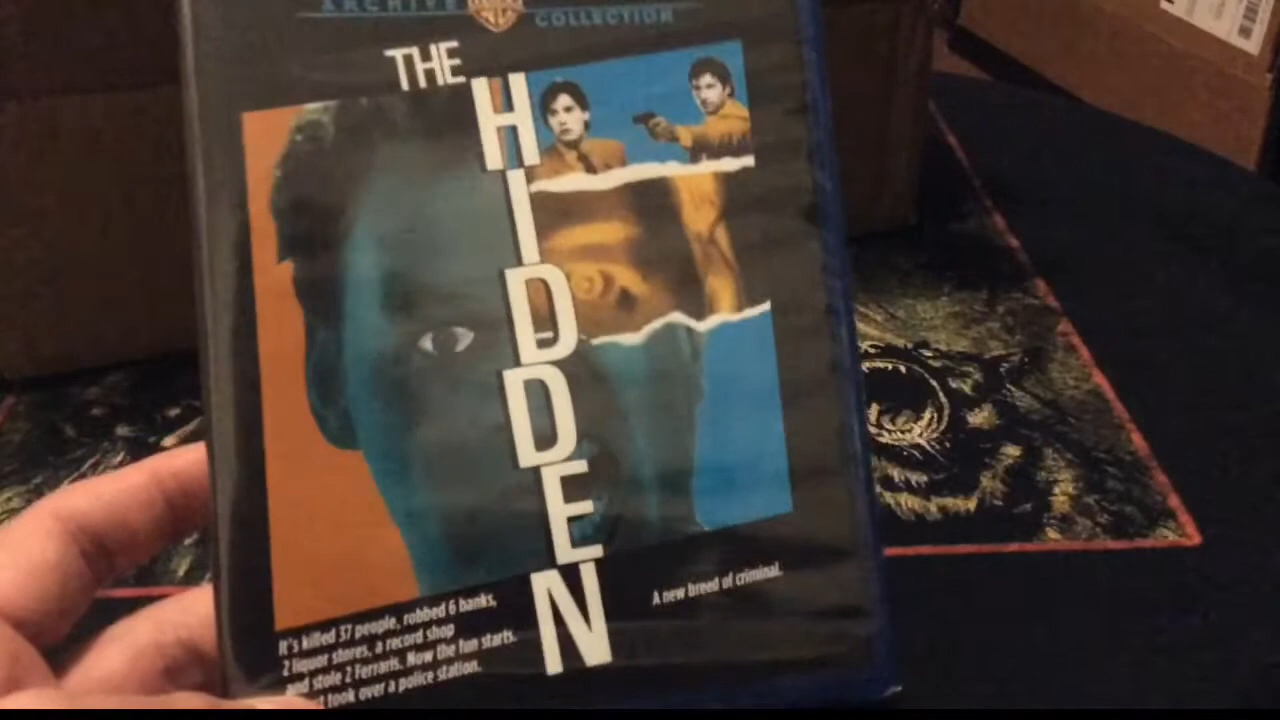 ARCHIVE
COLLECTION
THE
HIDDEN
A new breed of criminal.
It's killed 37 people, robbed 6 banks,
2 liquor stores, a record shop
and stole 2 Ferraris. Now the fun starts.
took over a police station.